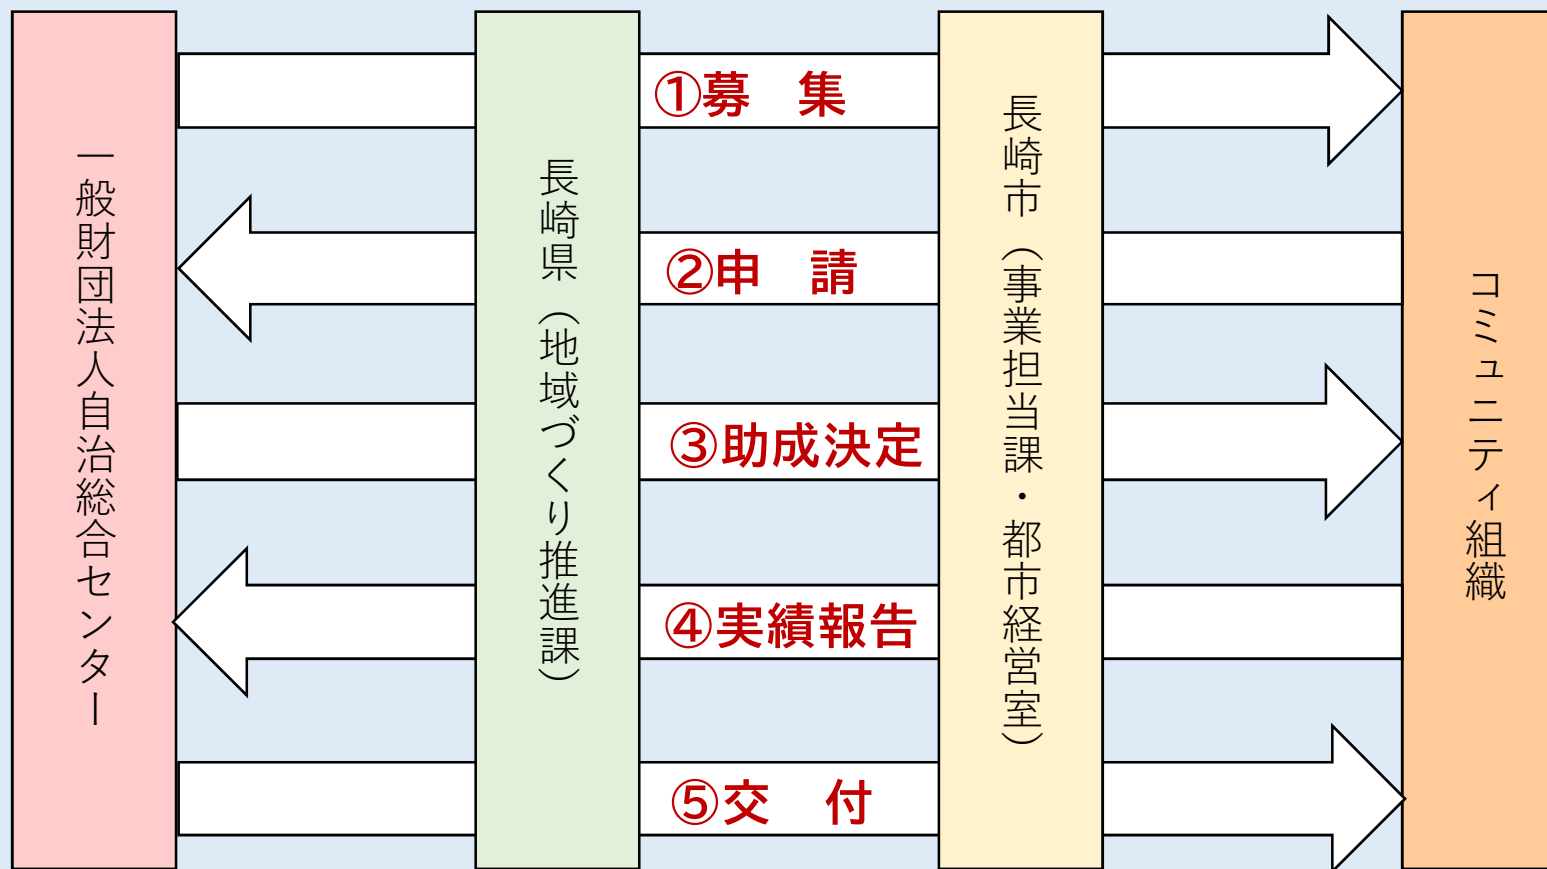 一般財団法人自治総合センター
長崎県（地域づくり推進課）
①募　集
②申　請
③助成決定
④実績報告
⑤交　付
長崎市（事業担当課・都市経営室）
コミュニティ組織